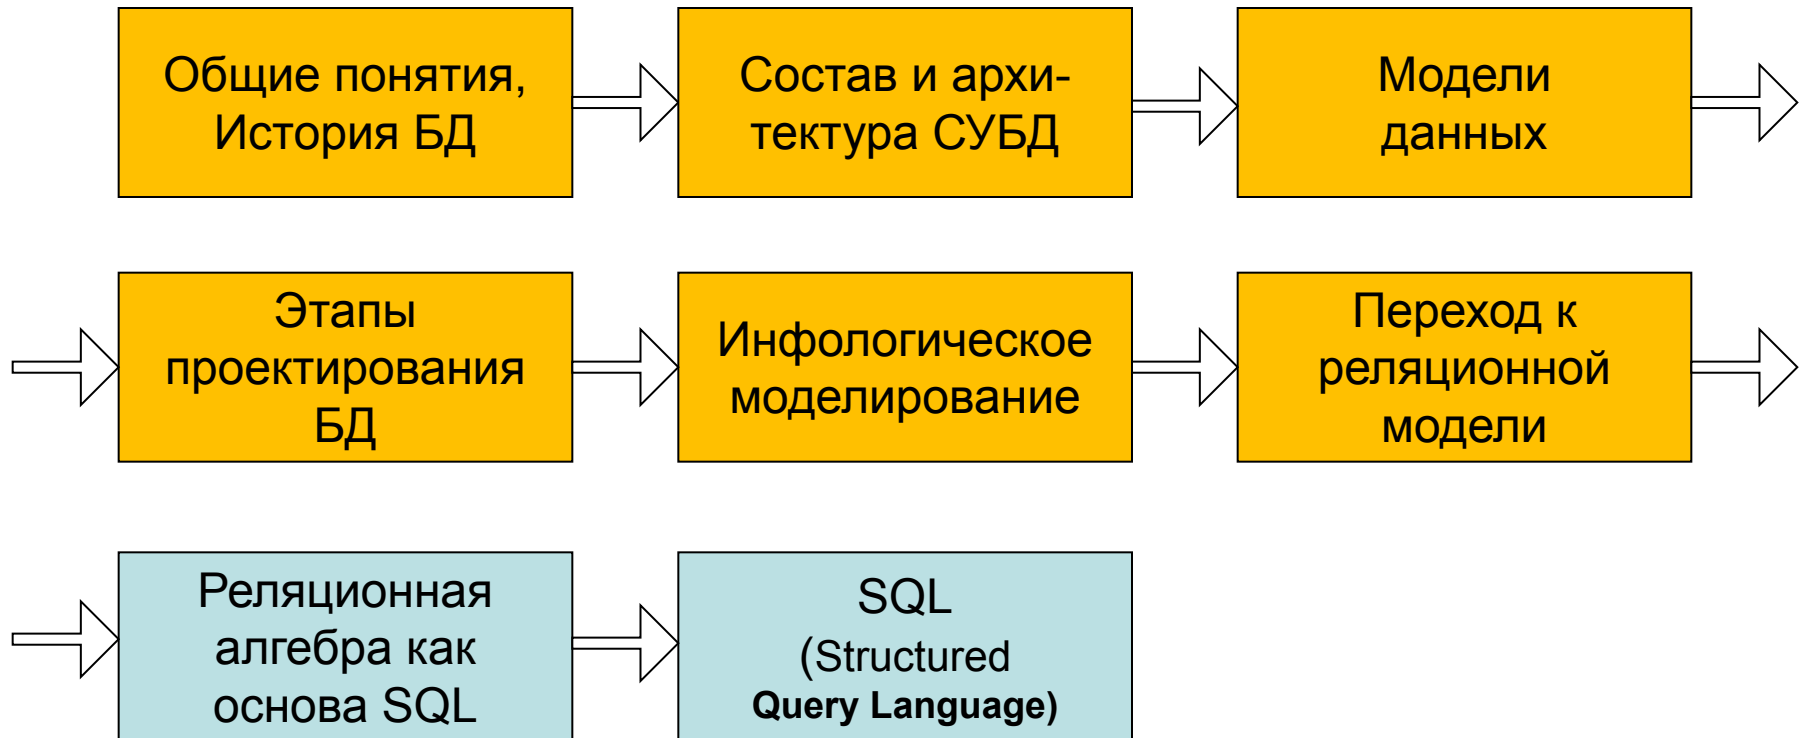 Общие понятия,
История БД
Состав и архи-
тектура СУБД
Модели
данных
Этапы
проектирования
БД
Инфологическое
моделирование
Переход к
реляционной
модели
Реляционная
алгебра как
основа SQL
SQL
(Structured
Query Language)